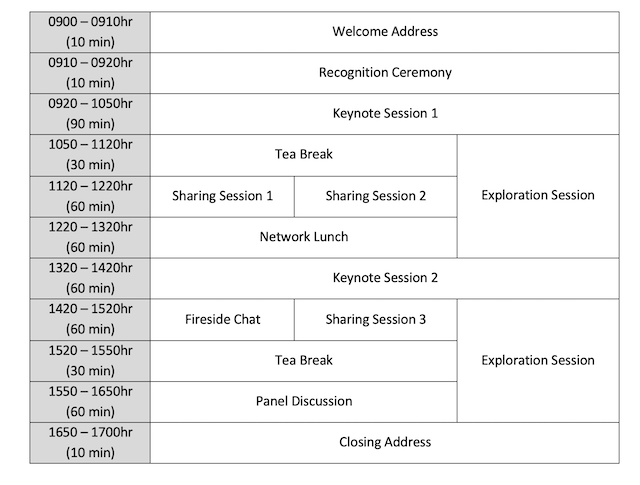 0900 – 0910hr
(10 min)
Welcome Address
0910 – 0920hr
(10 min)
Recognition Ceremony
0920 – 1050hr
(90 min)
Keynote Session 1
1050 – 1120hr
(30 min)
Tea Break
1120 – 1220hr
(60 min)
Sharing Session 1
Sharing Session 2
Exploration Session
1220 – 1320hr
(60 min)
Network Lunch
1320 – 1420hr
(60 min)
Keynote Session 2
1420 – 1520hr
(60 min)
Fireside Chat
Sharing Session 3
1520 – 1550hr
(30 min)
Tea Break
Exploration Session
1550 – 1650hr
(60 min)
Panel Discussion
1650 – 1700hr
(10 min)
Closing Address